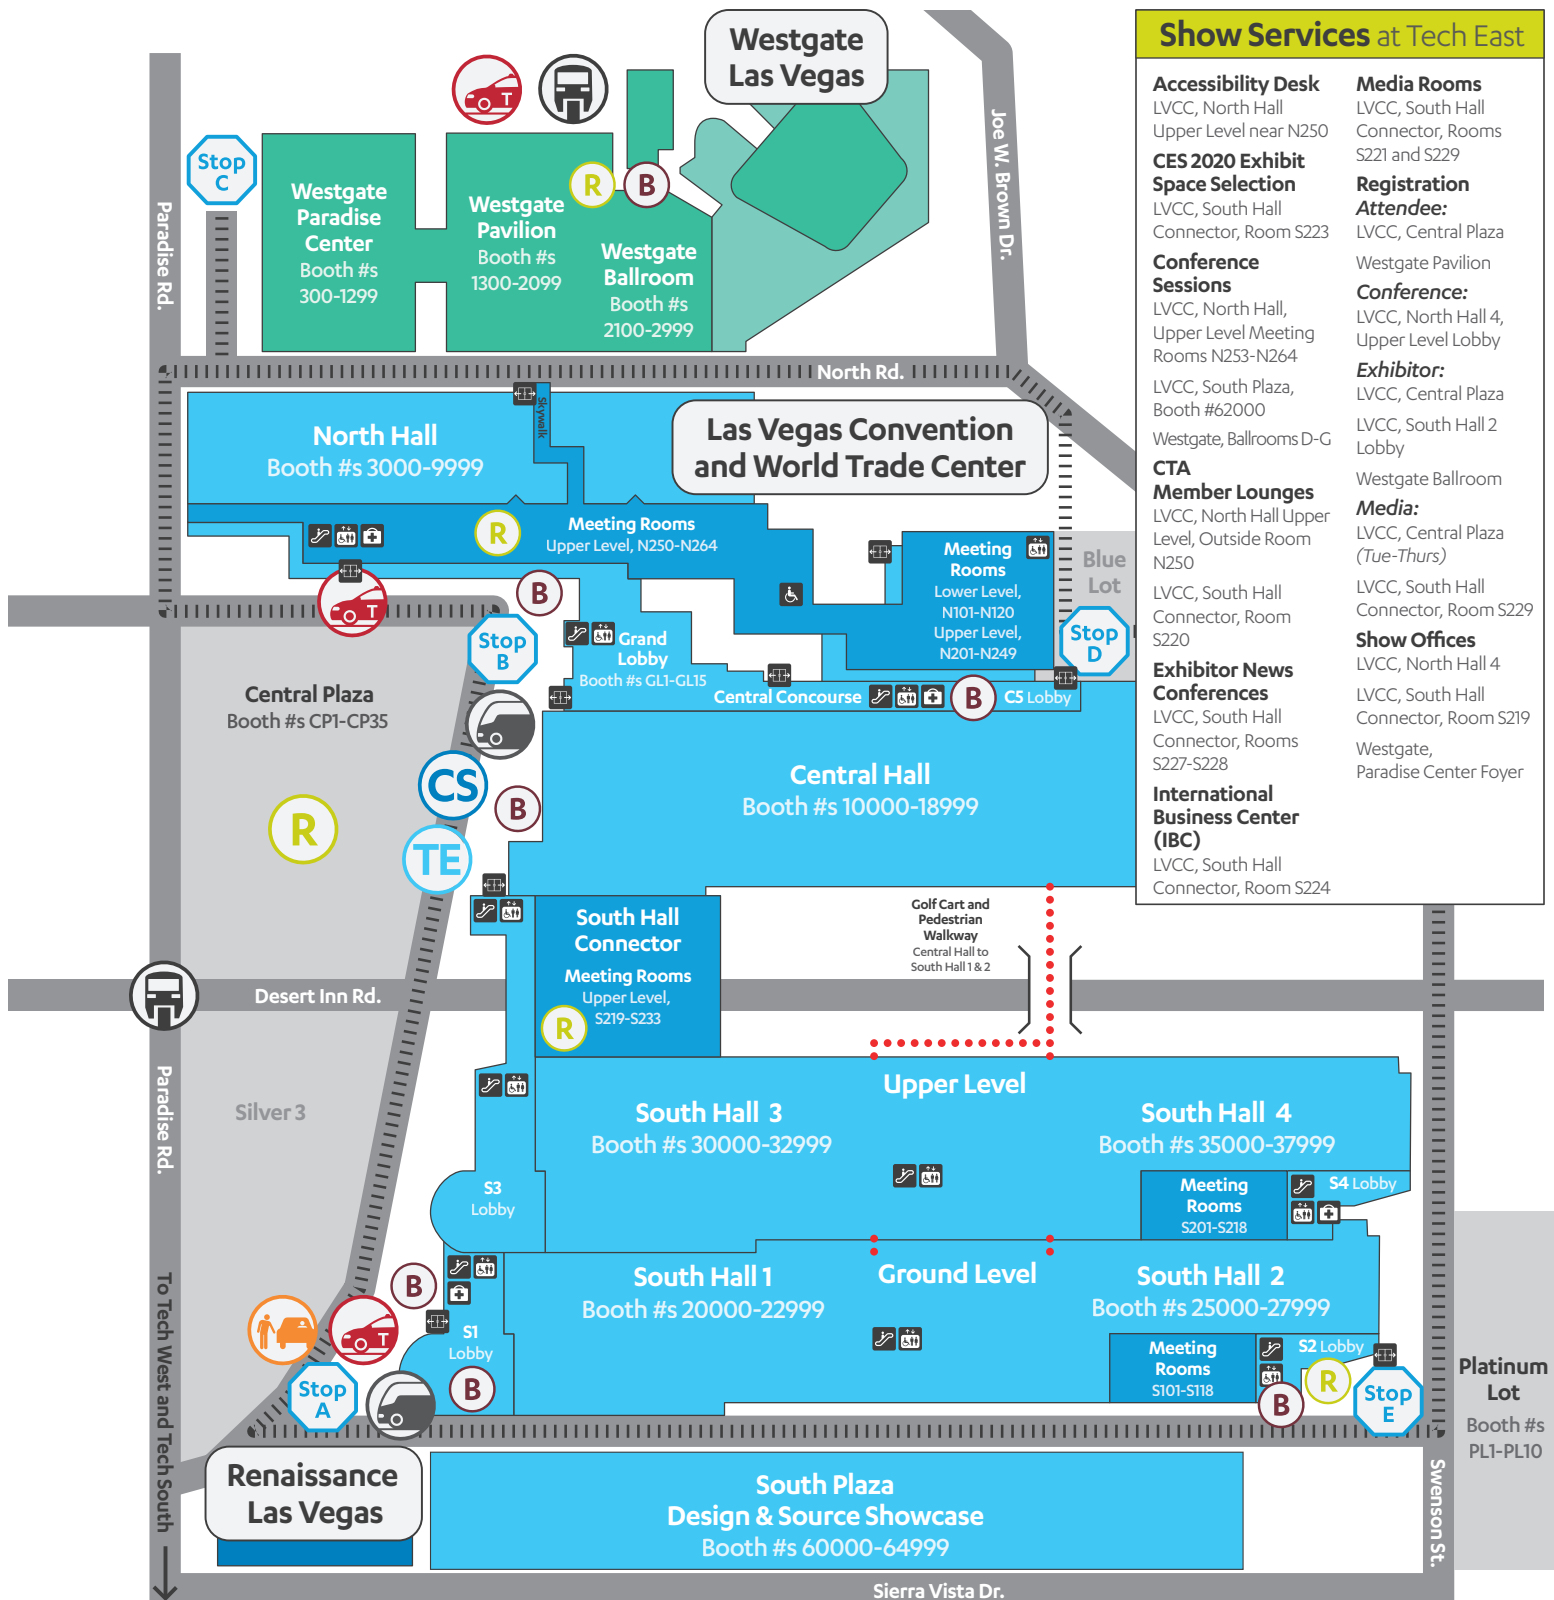 Westgate
Las Vegas
Show Services at Tech East
Accessibility Desk
LVCC, North Hall
Upper Level near N250
CES 2020 Exhibit
Space Selection
LVCC, South Hall
Connector, Room S223
Conference
Sessions
LVCC, North Hall,
Upper Level Meeting
Rooms N253-N264
LVCC, South Plaza,
Booth #62000
Westgate, Ballrooms D-G
CTA
Member Lounges
LVCC, North Hall Upper
Level, Outside Room
N250
LVCC, South Hall
Connector, Room
S220
Exhibitor News
Conferences
LVCC, South Hall
Connector, Rooms
S227-S228
International
Business Center
(IBC)
LVCC, South Hall
Connector, Room S224
Media Rooms
LVCC, South Hall
Connector, Rooms
S221 and S229
Registration
Attendee:
LVCC, Central Plaza
Westgate Pavilion
Conference:
LVCC, North Hall 4,
Upper Level Lobby
Exhibitor:
LVCC, Central Plaza
LVCC, South Hall 2
Lobby
Westgate Ballroom
Media:
LVCC, Central Plaza
(Tue-Thurs)
LVCC, South Hall
Connector, Room S229
Show Offices
LVCC, North Hall 4
LVCC, South Hall
Connector, Room S219
Westgate,
Paradise Center Foyer
T
Stop
C
Paradise Rd.
Joe W. Brown Dr.
Westgate
Paradise
Center
Booth #s
300-1299
Westgate
Pavilion
Booth #s
1300-2099
R
B
Westgate
Ballroom
Booth #s
2100-2999
North Rd.
Skywalk
North Hall
Booth #s 3000-9999
Las Vegas Convention
and World Trade Center
R
Meeting Rooms
Upper Level, N250-N264
Meeting
Rooms
Lower Level,
N101-N120
Upper Level,
N201-N249
Blue
Lot
T
B
Stop
B
Stop
D
Grand
Lobby
Booth #s GL1-GL15
Central Concourse
B
C5 Lobby
Central Plaza
Booth #s CP1-CP35
CS
B
R
TE
Central Hall
Booth #s 10000-18999
South Hall
Connector
Meeting Rooms
Upper Level,
S219-S233
R
Golf Cart and
Pedestrian
Walkway
Central Hall to
South Hall 1 & 2
Desert Inn Rd.
Paradise Rd.
Silver 3
Upper Level
South Hall 3
Booth #s 30000-32999
South Hall 4
Booth #s 35000-37999
S3
Lobby
Meeting
Rooms
S201-S218
S4 Lobby
B
South Hall 1
Booth #s 20000-22999
Ground Level
South Hall 2
Booth #s 25000-27999
T
S1
Lobby
B
Stop
A
Meeting
Rooms
S101-S118
S2 Lobby
R
B
Stop
E
Platinum
Lot
Booth #s
PL1-PL10
To Tech West and Tech South
Renaissance
Las Vegas
South Plaza
Design & Source Showcase
Booth #s 60000-64999
Swenson St.
Sierra Vista Dr.